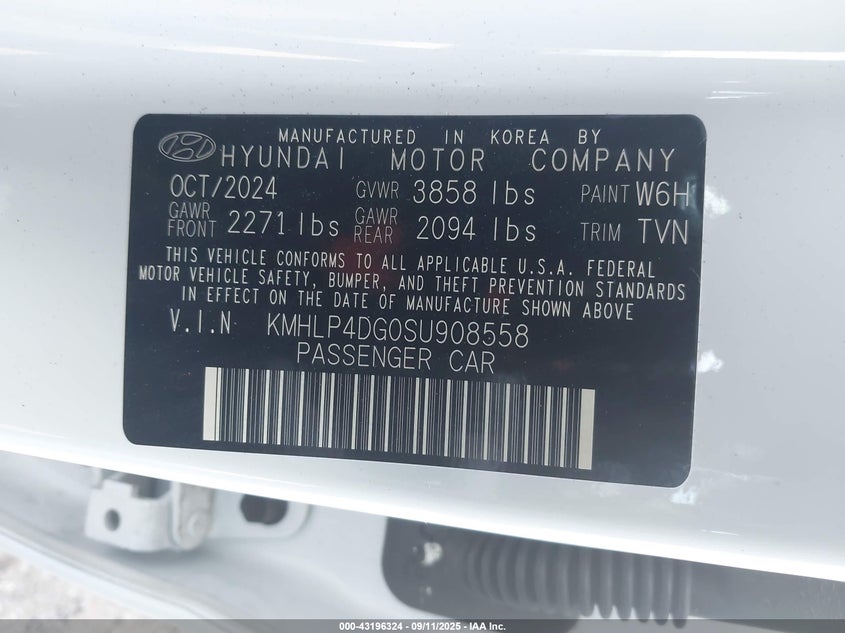 MANUFACTURED IN KOREA BY
HYUNDAI MOTOR COMPANY
OCT/2024 GVWR 3858 lbs PAINT W6H
GAWR FRONT 2271 lbs GAWR REAR 2094 lbs TRIM TVN
THIS VEHICLE CONFORMS TO ALL APPLICABLE U.S.A. FEDERAL
MOTOR VEHICLE SAFETY, BUMPER, AND THEFT PREVENTION STANDARDS
IN EFFECT ON THE DATE OF MANUFACTURE SHOWN ABOVE
V.I.N KMHLP4DG0SU908558
PASSENGER CAR
000-43196324 - 09/11/2025 - IAA Inc.